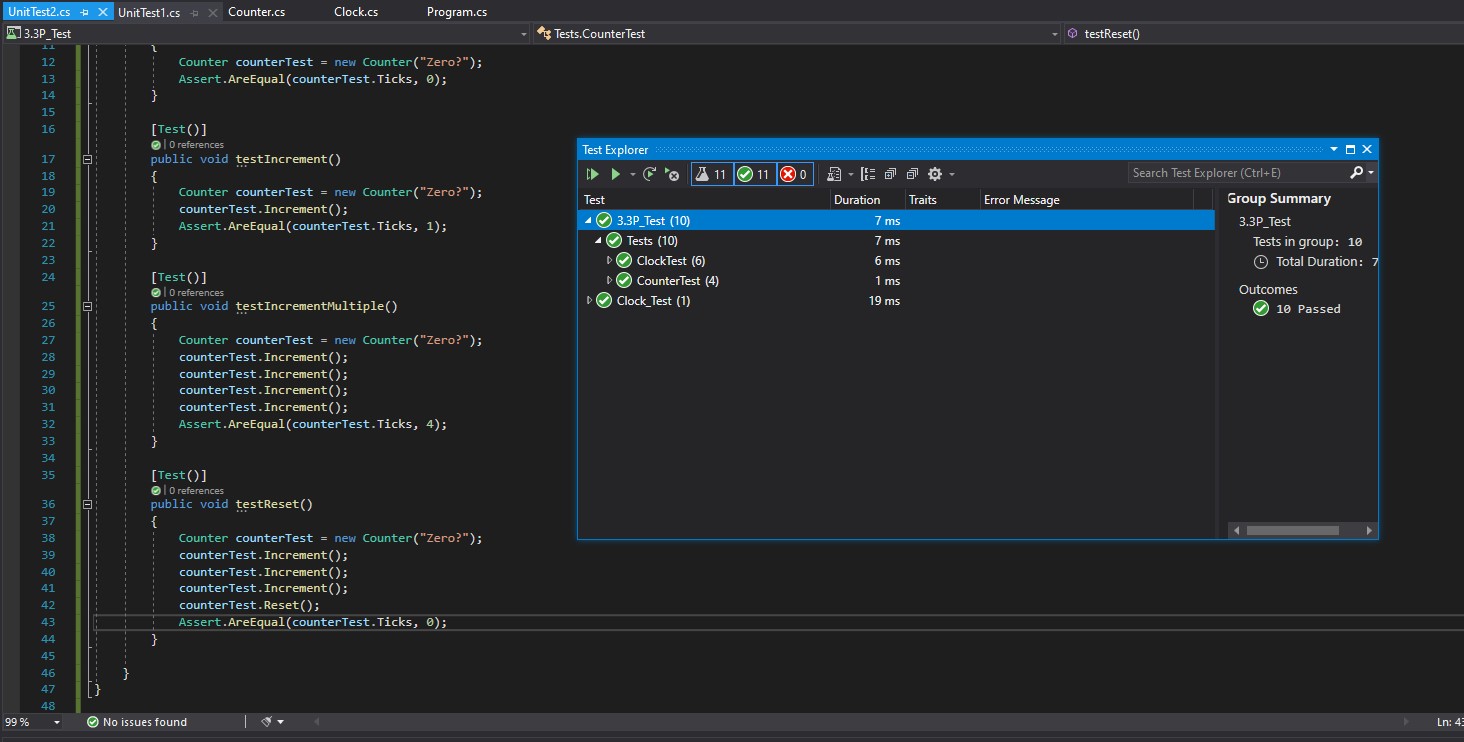 UnitTest2.cs
UnitTest1.cs
Counter.cs
Clock.cs
Program.cs
3.3P_Test
Tests.CounterTest
testReset()
11 {
12 Counter counterTest = new Counter("Zero?");
13 Assert.AreEqual(counterTest.Ticks, 0);
14 }
15
16 [Test()]
0 references
17 public void testIncrement()
18 {
19 Counter counterTest = new Counter("Zero?");
20 counterTest.Increment();
21 Assert.AreEqual(counterTest.Ticks, 1);
22 }
23
24 [Test()]
0 references
25 public void testIncrementMultiple()
26 {
27 Counter counterTest = new Counter("Zero?");
28 counterTest.Increment();
29 counterTest.Increment();
30 counterTest.Increment();
31 counterTest.Increment();
32 Assert.AreEqual(counterTest.Ticks, 4);
33 }
34
35 [Test()]
0 references
36 public void testReset()
37 {
38 Counter counterTest = new Counter("Zero?");
39 counterTest.Increment();
40 counterTest.Increment();
41 counterTest.Increment();
42 counterTest.Reset();
43 Assert.AreEqual(counterTest.Ticks, 0);
44 }
45
46 }
47 }
48
Test Explorer
11 11 0
Search Test Explorer (Ctrl+E)
Test Duration Traits Error Message
3.3P_Test (10) 7 ms
Tests (10) 7 ms
ClockTest (6) 6 ms
CounterTest (4) 1 ms
Clock_Test (1) 19 ms
Group Summary
3.3P_Test
Tests in group: 10
Total Duration: 7
Outcomes
10 Passed
99 % No issues found Ln: 43